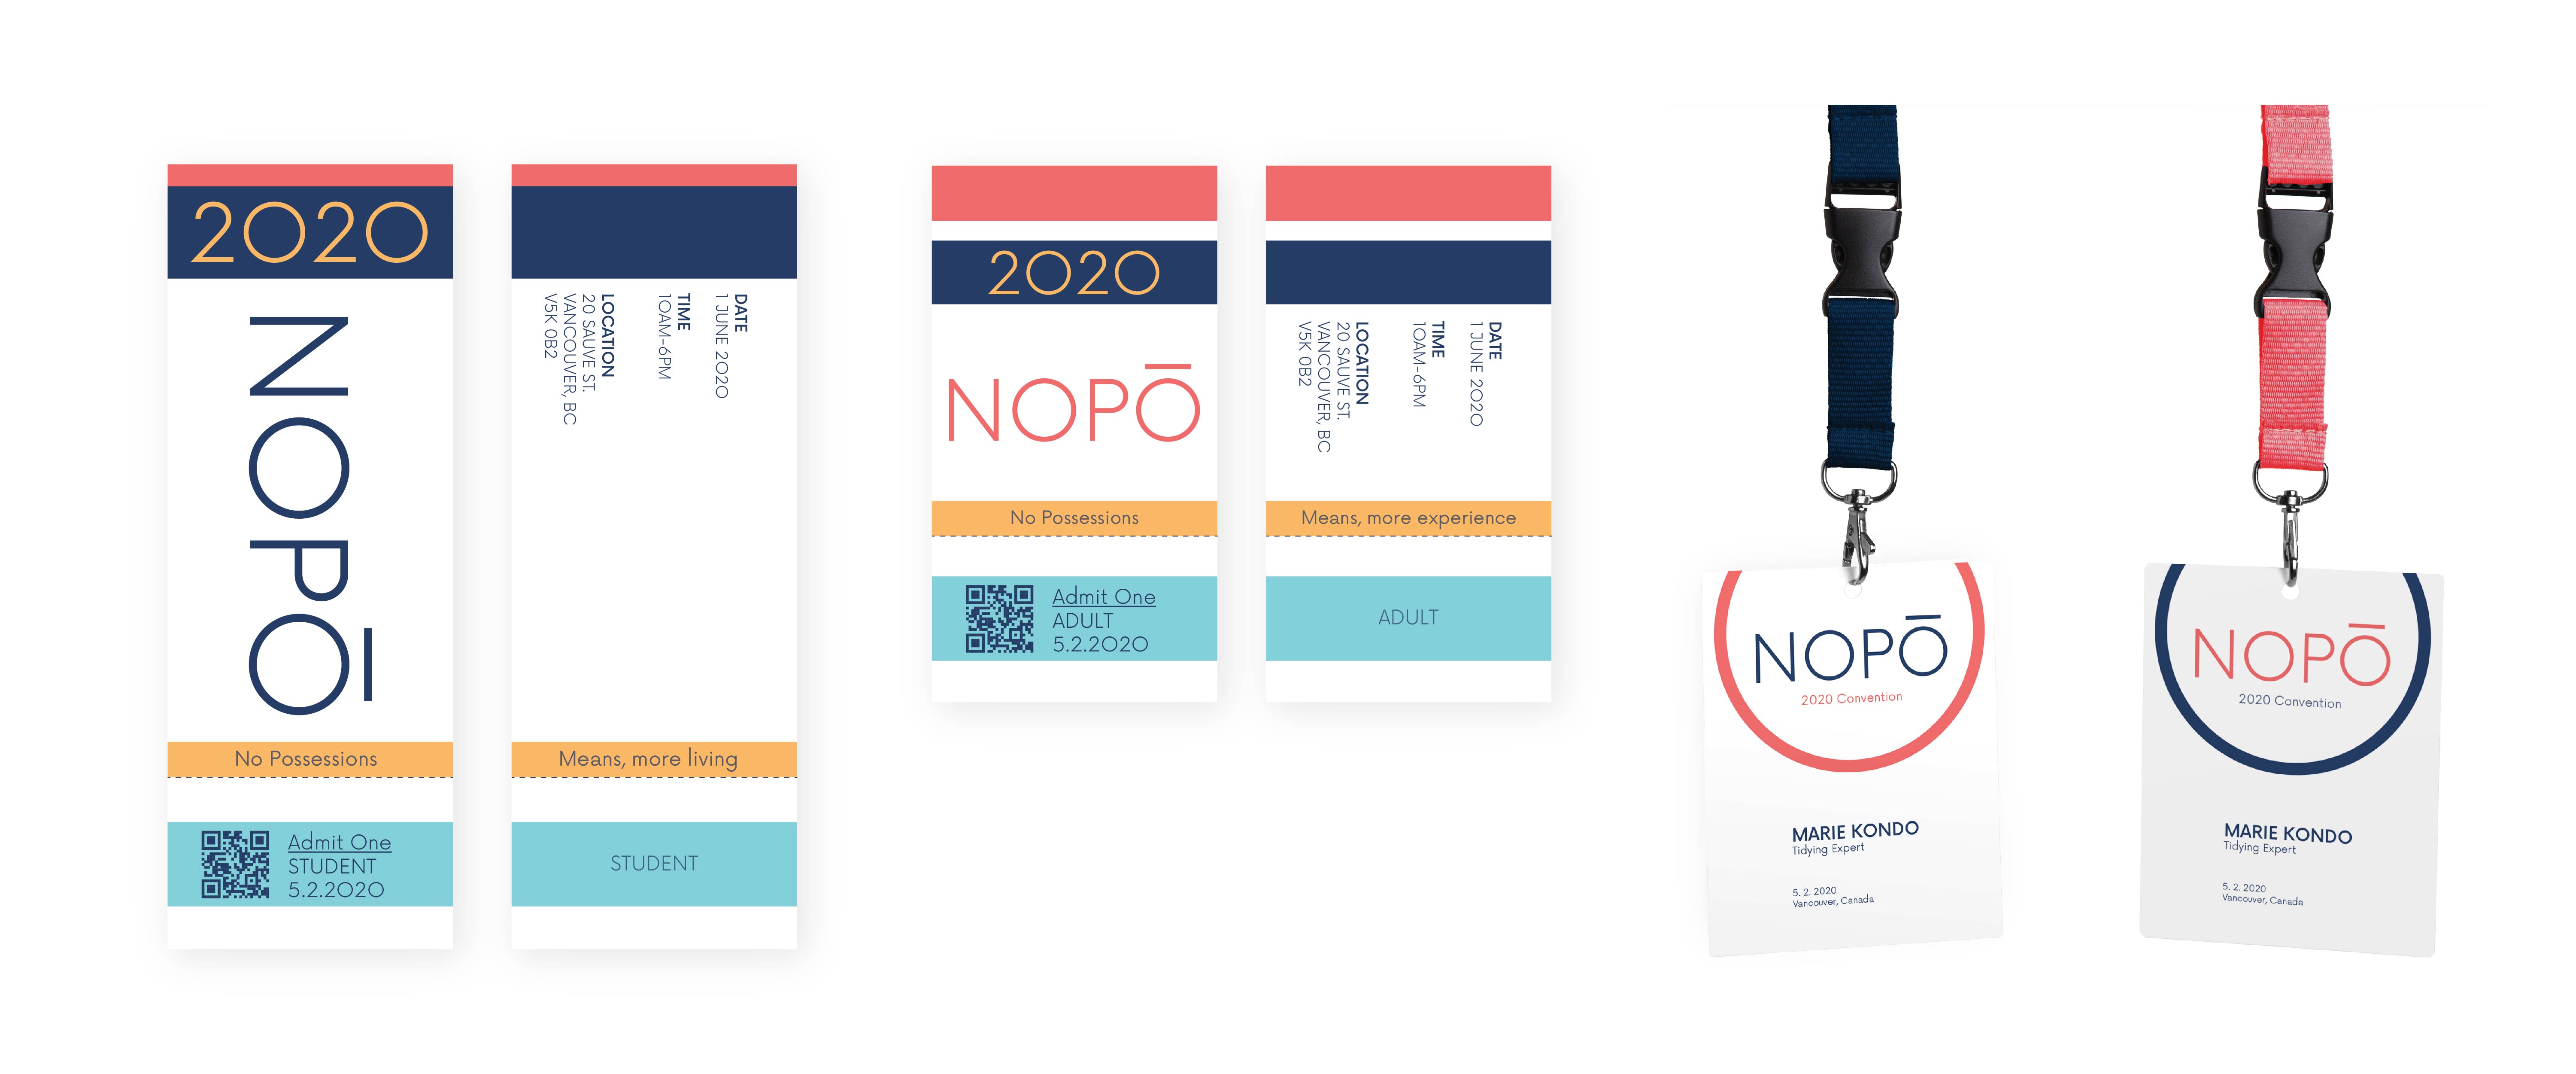 2020
NOPŌ
No Possessions
Admit One
STUDENT
5.2.2020
DATE
1 JUNE 2020
TIME
10AM-6PM
LOCATION
20 SAUVE ST.
VANCOUVER, BC
V5K 0B2
Means, more living
STUDENT
2020
NOPŌ
No Possessions
Admit One
ADULT
5.2.2020
DATE
1 JUNE 2020
TIME
10AM-6PM
LOCATION
20 SAUVE ST.
VANCOUVER, BC
V5K 0B2
Means, more experience
ADULT
NOPŌ
2020 Convention
MARIE KONDO
Tidying Expert
5. 2. 2020
Vancouver, Canada
NOPŌ
2020 Convention
MARIE KONDO
Tidying Expert
5. 2. 2020
Vancouver, Canada